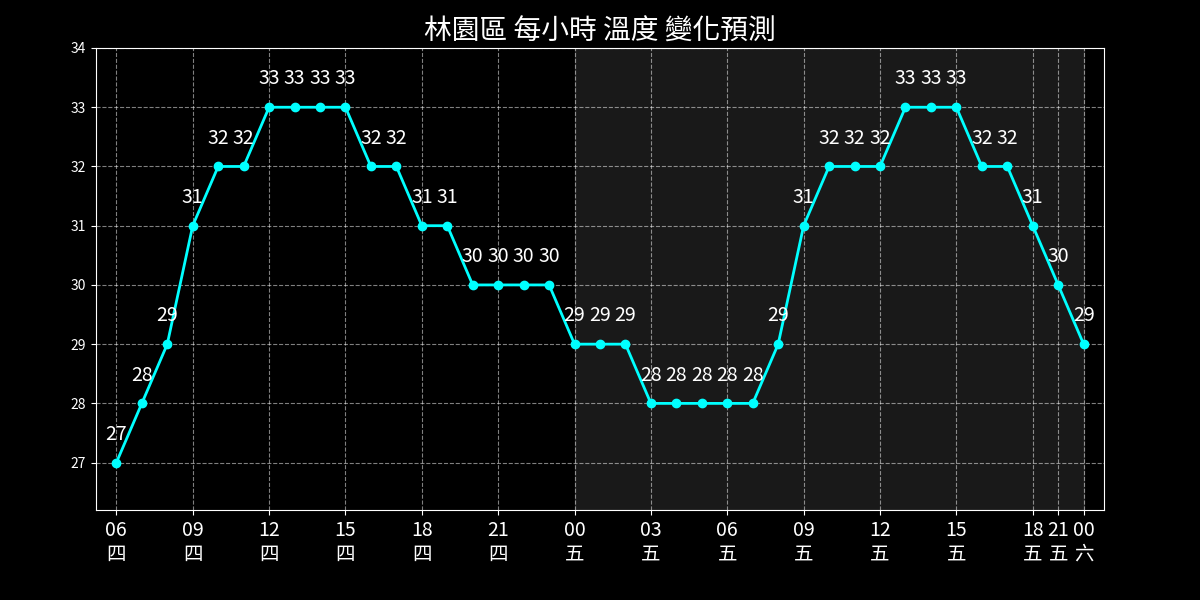 林園區 每小時 溫度 變化預測
34
33 33 33 33 33 33 33
33
32 32 32 32 32 32 32 32 32
32
31 31 31 31 31
31
30 30 30 30 30
30
29 29 29 29 29 29
29
28 28 28 28 28 28
28
27
27
06 09 12 15 18 21 00 03 06 09 12 15 18 21 00
四 四 四 四 四 四 五 五 五 五 五 五 五 五 六